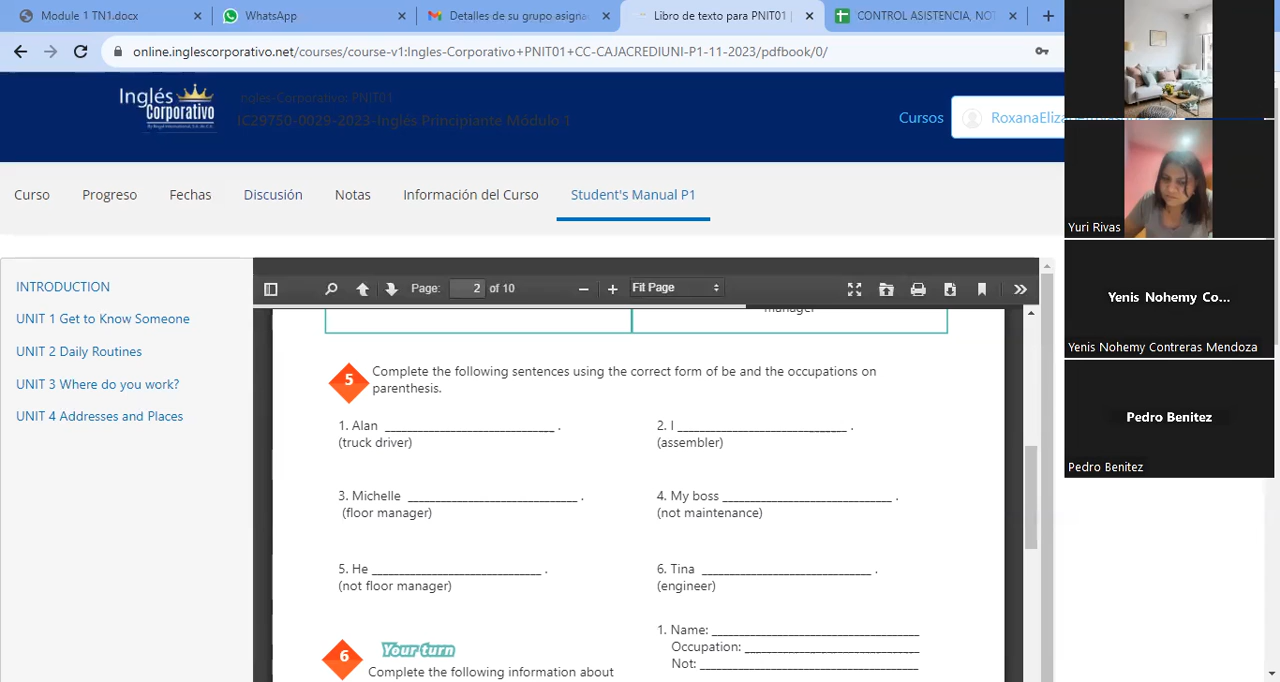 Module 1 TN1.docx
WhatsApp
Detalles de su grupo asigna
Libro de texto para PNIT01 |
CONTROL ASISTENCIA, NOT
online.inglescorporativo.net/courses/course-v1:Ingles-Corporativo+PNIT01+CC-CAJACREDIUNI-P1-11-2023/pdfbook/0/
Inglés
Corporativo
Ingles-Corporativo: PNIT01
IC29750-0029-2023-Ingles Principiante Módulo 1
Cursos
RoxanaEliza
Curso
Progreso
Fechas
Discusión
Notas
Información del Curso
Student's Manual P1
Yuri Rivas
INTRODUCTION
UNIT 1 Get to Know Someone
UNIT 2 Daily Routines
UNIT 3 Where do you work?
UNIT 4 Addresses and Places
Page: 2 of 10
Fit Page
manager
5 Complete the following sentences using the correct form of be and the occupations on
parenthesis.
1. Alan ___________________________ .
(truck driver)
2. I ___________________________ .
(assembler)
3. Michelle ___________________________ .
(floor manager)
4. My boss ___________________________ .
(not maintenance)
5. He ___________________________ .
(not floor manager)
6. Tina ___________________________ .
(engineer)
6 Your turn
Complete the following information about
1. Name: _________________________________
Occupation: ____________________________
Not: ___________________________________
Yenis Nohemy Co...
Yenis Nohemy Contreras Mendoza
Pedro Benitez
Pedro Benitez